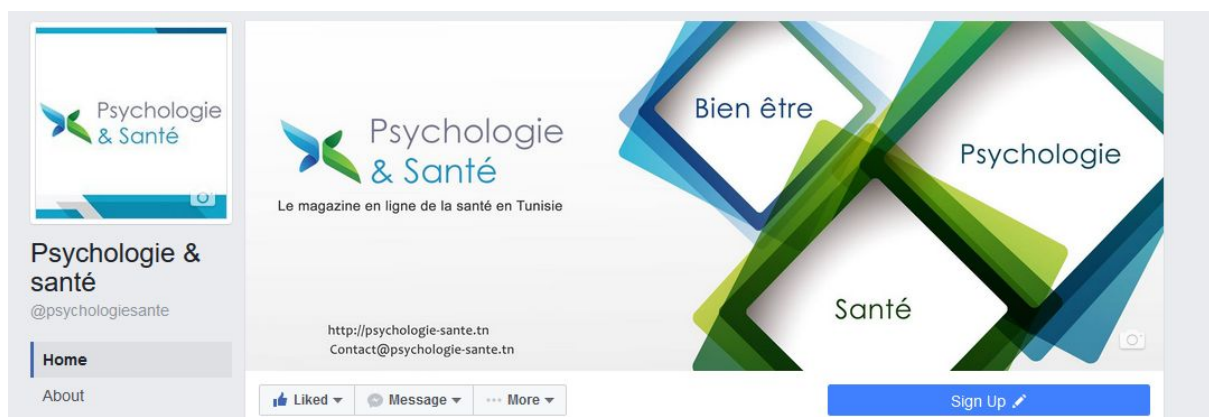 Psychologie
& Santé
Psychologie &
santé
@psychologiesante
Home
About
Psychologie
& Santé
Le magazine en ligne de la santé en Tunisie
http://psychologie-sante.tn
Contact@psychologie-sante.tn
Bien être
Psychologie
Santé
Liked
Message
More
Sign Up